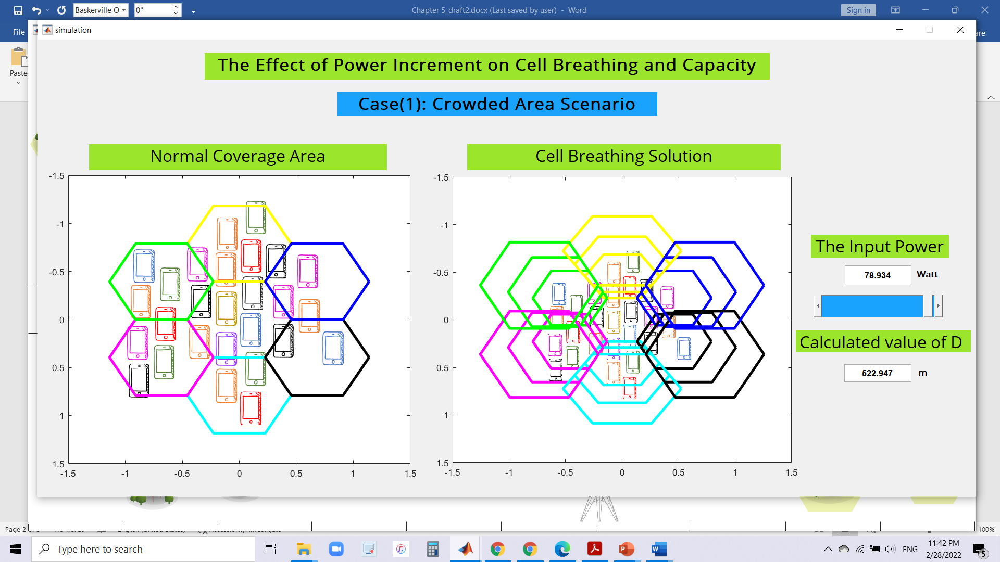 Baskerville O
0"
Chapter 5_draft2.docx (Last saved by user) - Word
Sign in
File
simulation
are
Paste
The Effect of Power Increment on Cell Breathing and Capacity
Case(1): Crowded Area Scenario
Normal Coverage Area
Cell Breathing Solution
-1.5
-1
-0.5
0
0.5
1
1.5
-1.5
-1
-0.5
0
0.5
1
1.5
-1.5
-1
-0.5
0
0.5
1
1.5
-1.5
-1
-0.5
0
0.5
1
1.5
The Input Power
78.934 Watt
Calculated value of D
522.947 m
Page 2
100%
Type here to search
ENG
11:42 PM
2/28/2022
5